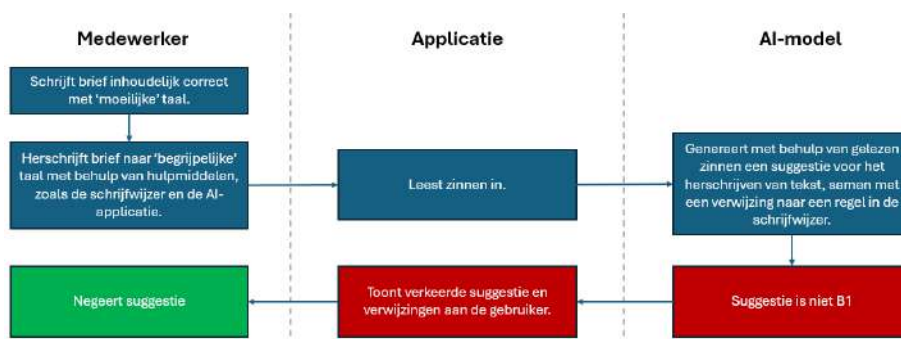 Medewerker
Applicatie
AI-model
Schrijft brief inhoudelijk correct
met 'moeilijke' taal.
Herschrijft brief naar 'begrijpelijke'
taal met behulp van hulpmiddelen,
zoals de schrijfwijzer en de AI-
applicatie.
Leest zinnen in.
Genereert met behulp van gelezen
zinnen een suggestie voor het
herschrijven van tekst, samen met
een verwijzing naar een regel in de
schrijfwijzer.
Negeert suggestie
Toont verkeerde suggestie en
verwijzingen aan de gebruiker.
Suggestie is niet B1